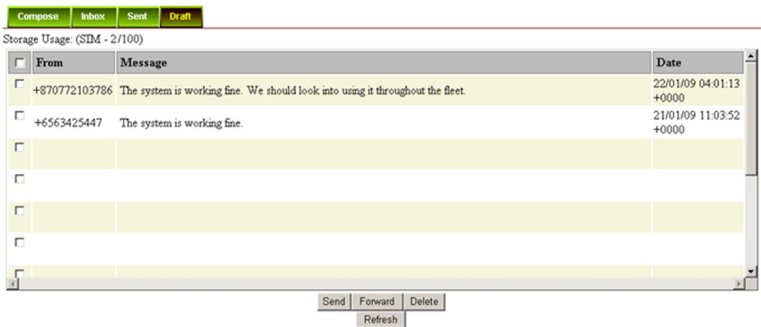 Compose Inbox Sent Draft
Storage Usage: (SIM - 2/100)
From Message Date
+870772103786 The system is working fine. We should look into using it throughout the fleet. 22/01/09 04:01:13
+0000
+6563425447 The system is working fine. 21/01/09 11:03:52
+0000
Send Forward Delete
Refresh